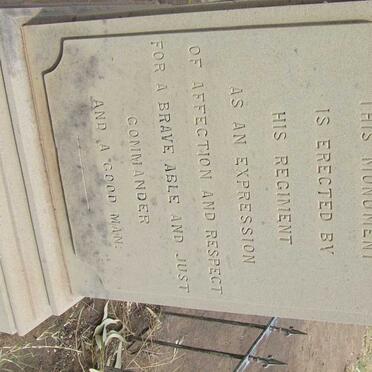 THIS MONUMENT
IS ERECTED BY
HIS REGIMENT
AS AN EXPRESSION
OF AFFECTION AND RESPECT
FOR A BRAVE ABLE AND JUST
COMMANDER
AND A GOOD MAN.